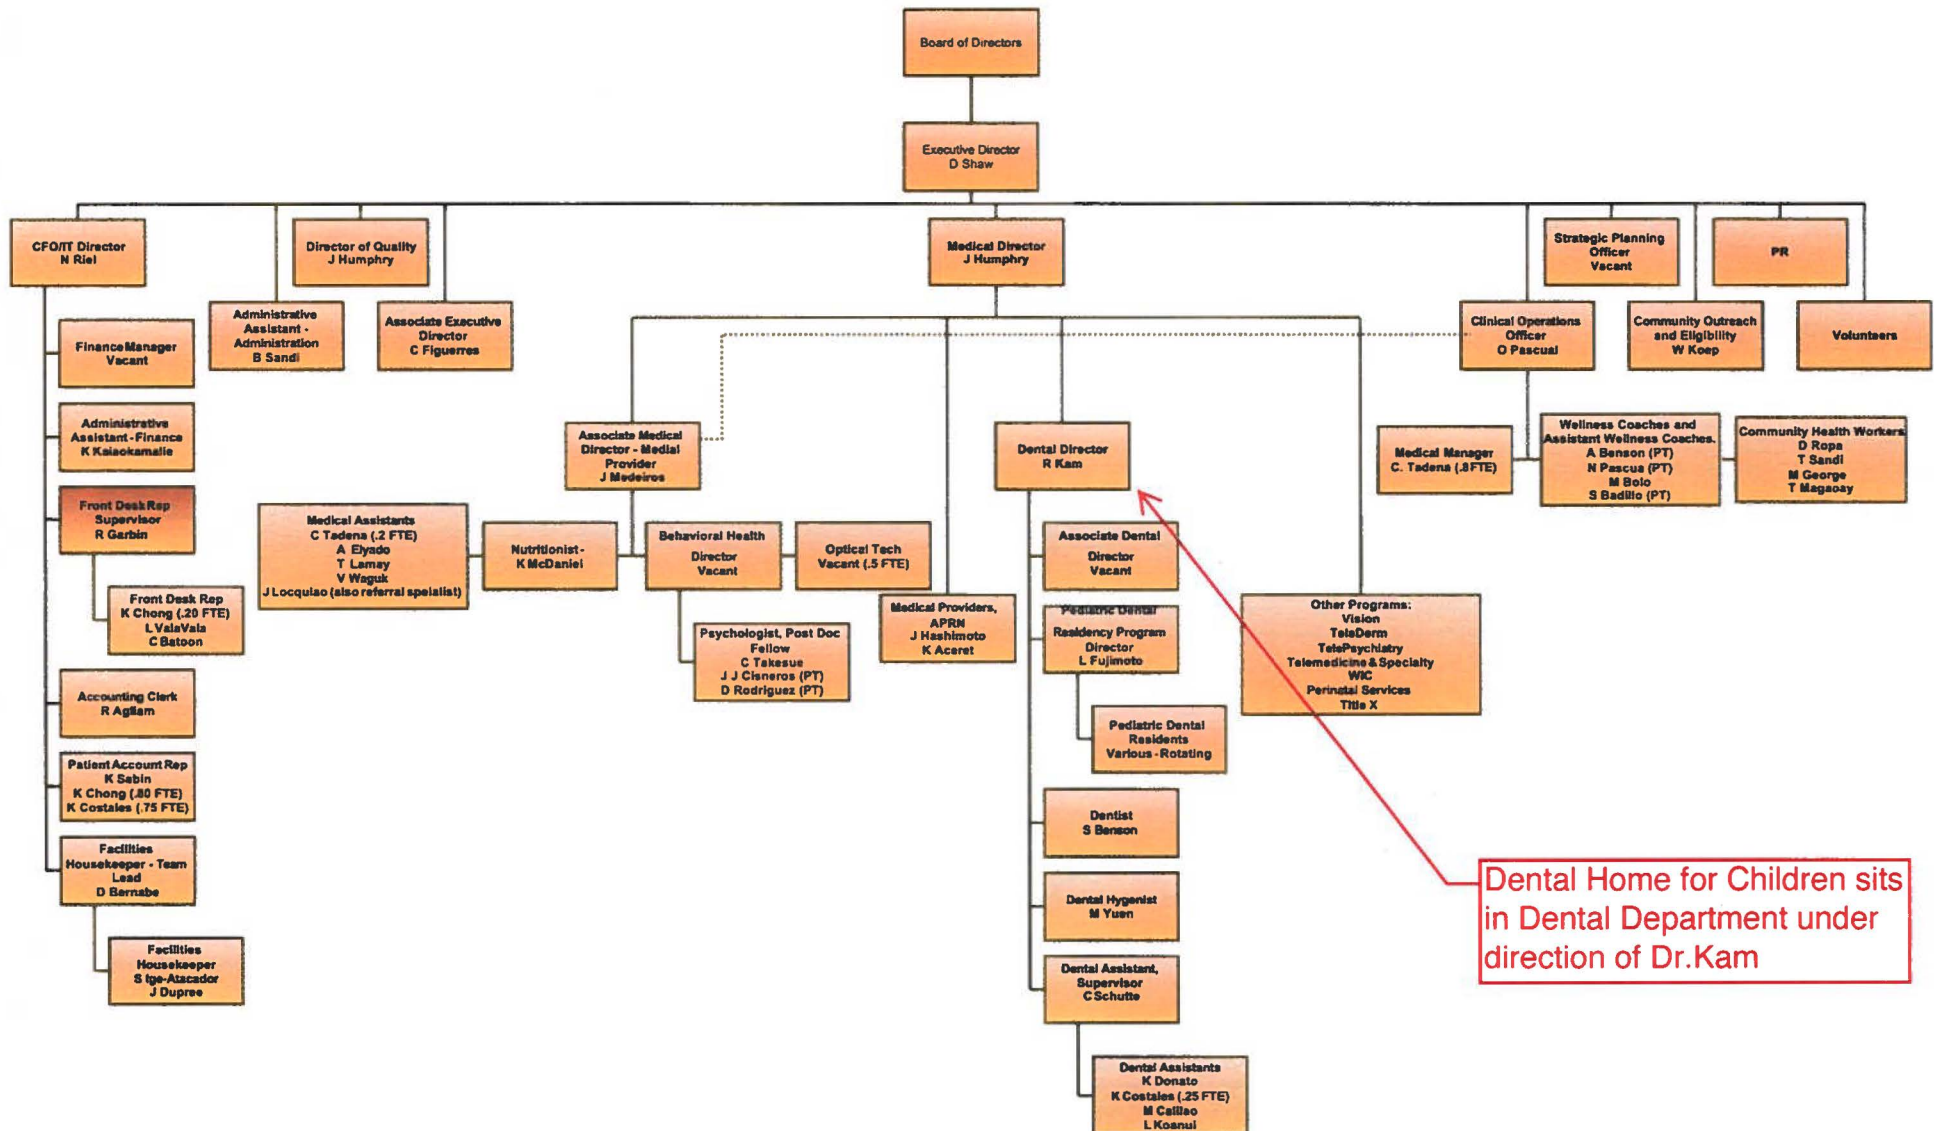 Board of Directors
Executive Director
D Shaw
CFO/IT Director
N Riel
Director of Quality
J Humphry
Medical Director
J Humphry
Strategic Planning
Officer
Vacant
PR
Administrative
Assistant -
Administration
B Sandi
Associate Executive
Director
C Figuerres
Clinical Operations
Officer
O Pascual
Community Outreach
and Eligibility
W Koep
Volunteers
Finance Manager
Vacant
Administrative
Assistant - Finance
K Kaiaokamalie
Front Desk Rep
Supervisor
R Garbin
Front Desk Rep
K Chong (.20 FTE)
L ValaVala
C Batoon
Accounting Clerk
R Agliam
Patient Account Rep
K Sabin
K Chong (.80 FTE)
K Costales (.75 FTE)
Facilities
Housekeeper - Team
Lead
D Barnabe
Facilities
Housekeeper
S Ige-Atacador
J Dupree
Associate Medical
Director - Medial
Provider
J Medeiros
Medical Assistants
C Tadena (.2 FTE)
A Elyado
T Lamay
V Waguk
J Locquiao (also referral speialist)
Nutritionist -
K McDaniel
Behavioral Health
Director
Vacant
Optical Tech
Vacant (.5 FTE)
Psychologist, Post Doc
Fellow
C Takesue
J J Cisneros (PT)
D Rodriguez (PT)
Medical Providers,
APRN
J Hashimoto
K Aceret
Dental Director
R Kam
Associate Dental
Director
Vacant
Pediatric Dental
Residency Program
Director
L Fujimoto
Pediatric Dental
Residents
Various - Rotating
Dentist
S Benson
Dental Hygenist
M Yuen
Dental Assistant,
Supervisor
C Schutte
Dental Assistants
K Donato
K Costales (.25 FTE)
M Calilao
L Koanui
Other Programs:
Vision
TeleDerm
TelePsychiatry
Telemedicine & Specialty
WIC
Perinatal Services
Title X
Medical Manager
C. Tadena (.8FTE)
Wellness Coaches and
Assistant Wellness Coaches.
A Benson (PT)
N Pascua (PT)
M Bolo
S Badillo (PT)
Community Health Workers
D Ropa
T Sandi
M George
T Magaoay
Dental Home for Children sits
in Dental Department under
direction of Dr.Kam